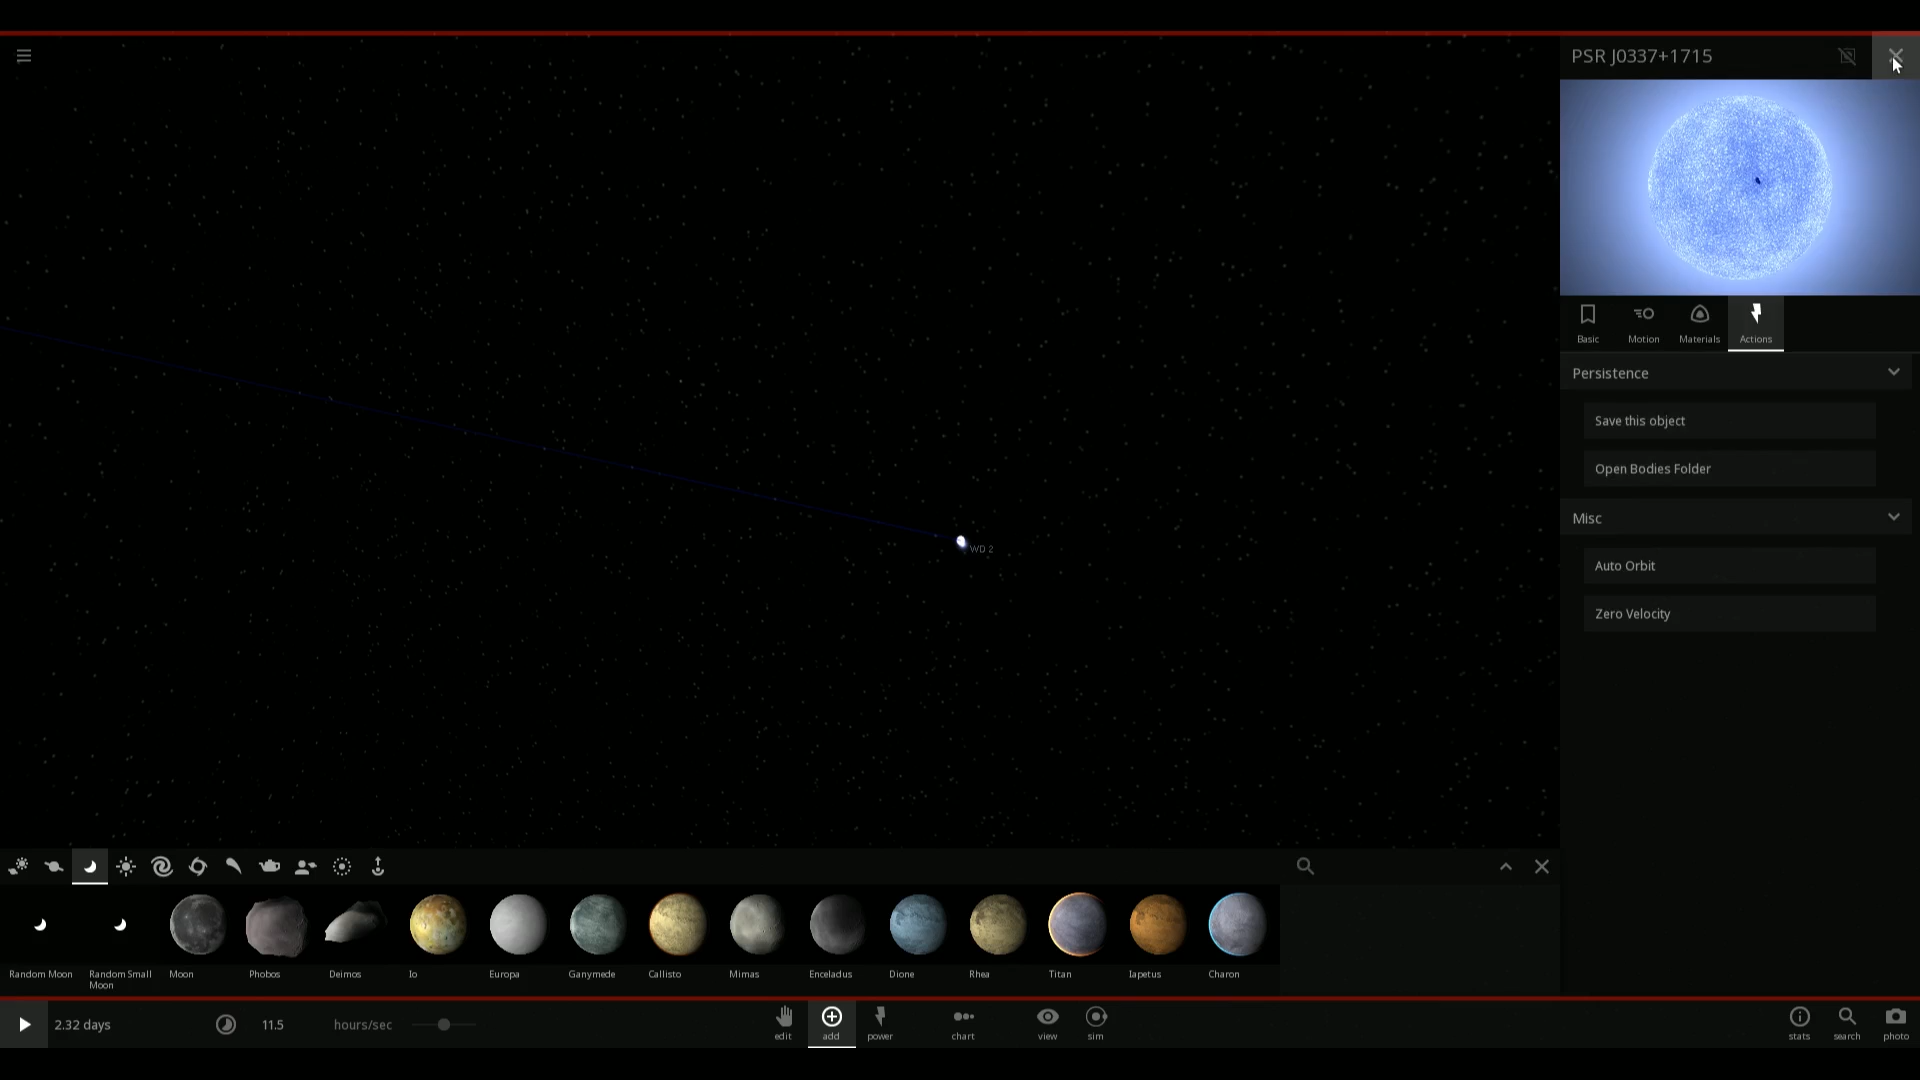 PSR J0337+1715
Basic
Motion
Materials
Actions
Persistence
Save this object
Open Bodies Folder
Misc
Auto Orbit
Zero Velocity
WD 2
Random Moon
Random Small
Moon
Moon
Phobos
Deimos
Io
Europa
Ganymede
Callisto
Mimas
Enceladus
Dione
Rhea
Titan
Iapetus
Charon
2.32 days
11.5
hours/sec
edit
add
power
chart
view
sim
stats
search
photo